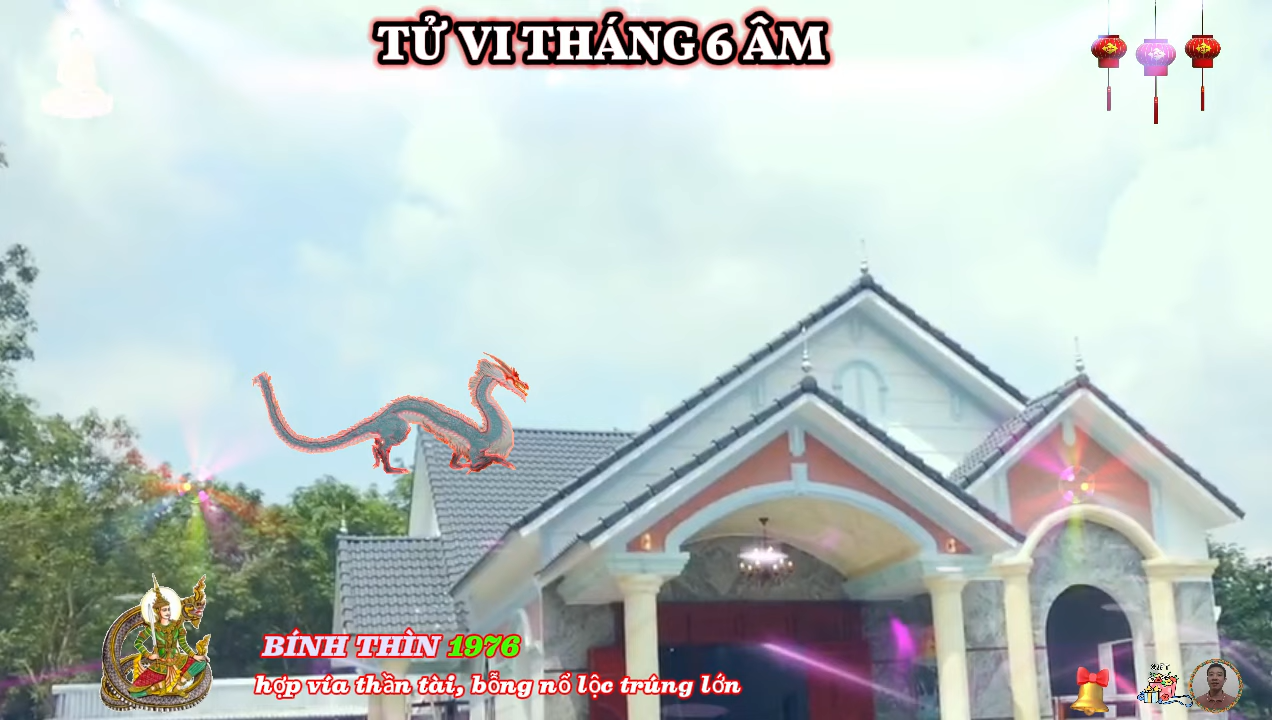 TỬ VI THÁNG 6 ÂM
BÍNH THÌN 1976
hợp vía thần tài, bỗng nổ lộc trúng lớn